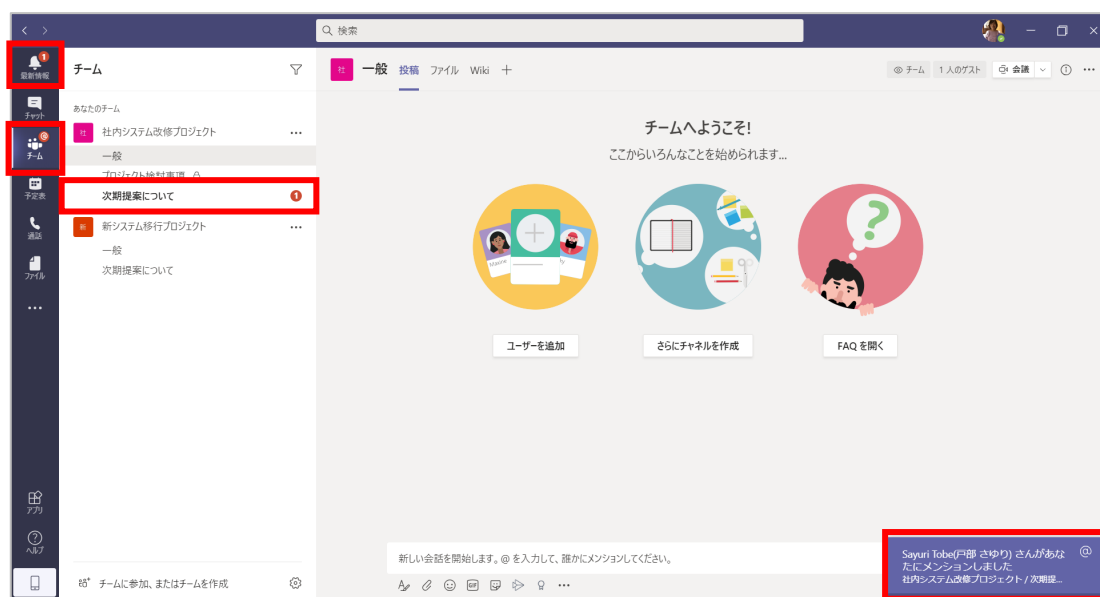 検索
1
最新情報
チーム
社
一般
投稿
ファイル
Wiki
チーム
1 人のゲスト
会議
チャット
チーム
予定表
通話
ファイル
アプリ
ヘルプ
あなたのチーム
社
社内システム改修プロジェクト
一般
プロジェクト検討事項
次期提案について
1
新
新システム移行プロジェクト
一般
次期提案について
チームへようこそ!
ここからいろんなことを始められます...
Maxine
ユーザーを追加
さらにチャネルを作成
FAQ を開く
新しい会話を開始します。@ を入力して、誰かにメンションしてください。
GIF
チームに参加、またはチームを作成
Sayuri Tobe(戸部 さゆり) さんがあな
たにメンションしました
社内システム改修プロジェクト / 次期提...
@